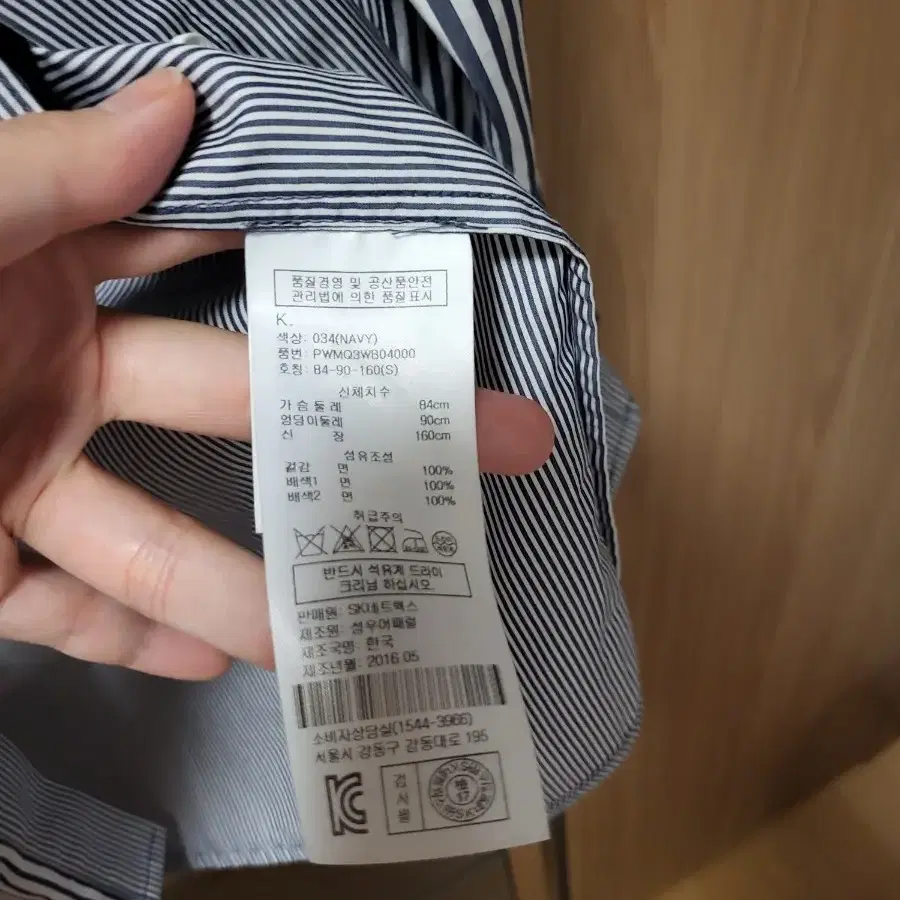 품질경영 및 공산품안전
관리법에 의한 품질표시
K.
색상: 034(NAVY)
품번: PWMQ3WB04000
호칭: 84-90-160(S)
신체치수
가슴둘레 84cm
엉덩이둘레 90cm
신 장 160cm
섬유조성
겉감 면 100%
배색1 면 100%
배색2 면 100%
취급주의
반드시 석유계 드라이
크리닝 하십시오.
판매원: SK네트웍스
제조원: 성우어패럴
제조국명: 한국
제조년월: 2016.05
소비자상담실(1544-3966)
서울시 강동구 강동대로 195
검사필
17